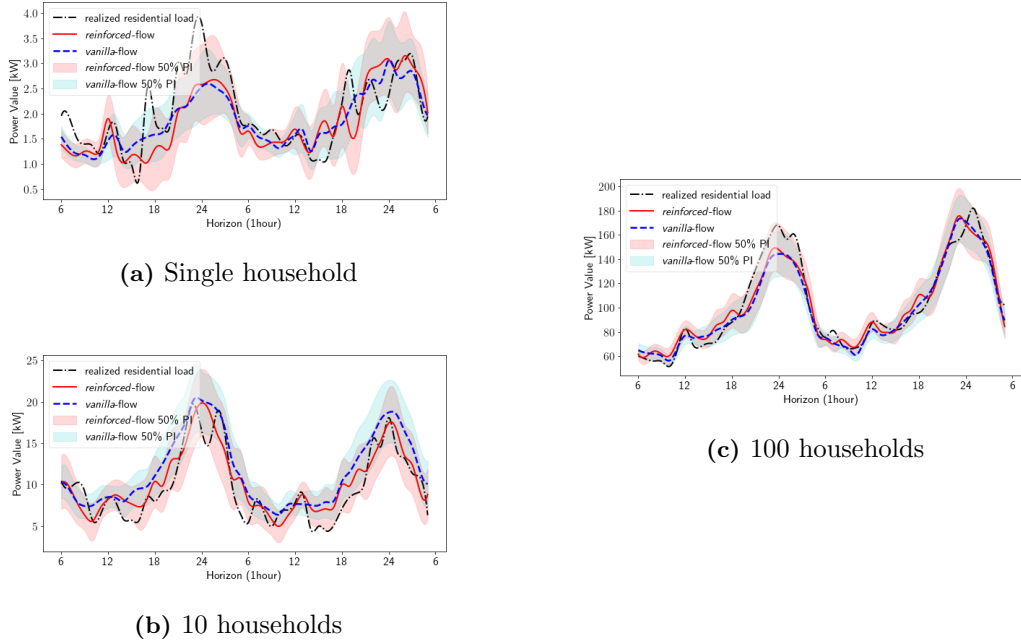 4.0
3.5
3.0
2.5
2.0
1.5
1.0
0.5
Power Value [kW]
realized residential load
reinforced-flow
vanilla-flow
reinforced-flow 50% PI
vanilla-flow 50% PI
6 12 18 24 6 12 18 24 6
Horizon (1hour)
(a) Single household
25
20
15
10
5
Power Value [kW]
realized residential load
reinforced-flow
vanilla-flow
reinforced-flow 50% PI
vanilla-flow 50% PI
6 12 18 24 6 12 18 24 6
Horizon (1hour)
(b) 10 households
200
180
160
140
120
100
80
60
Power Value [kW]
realized residential load
reinforced-flow
vanilla-flow
reinforced-flow 50% PI
vanilla-flow 50% PI
6 12 18 24 6 12 18 24 6
Horizon (1hour)
(c) 100 households